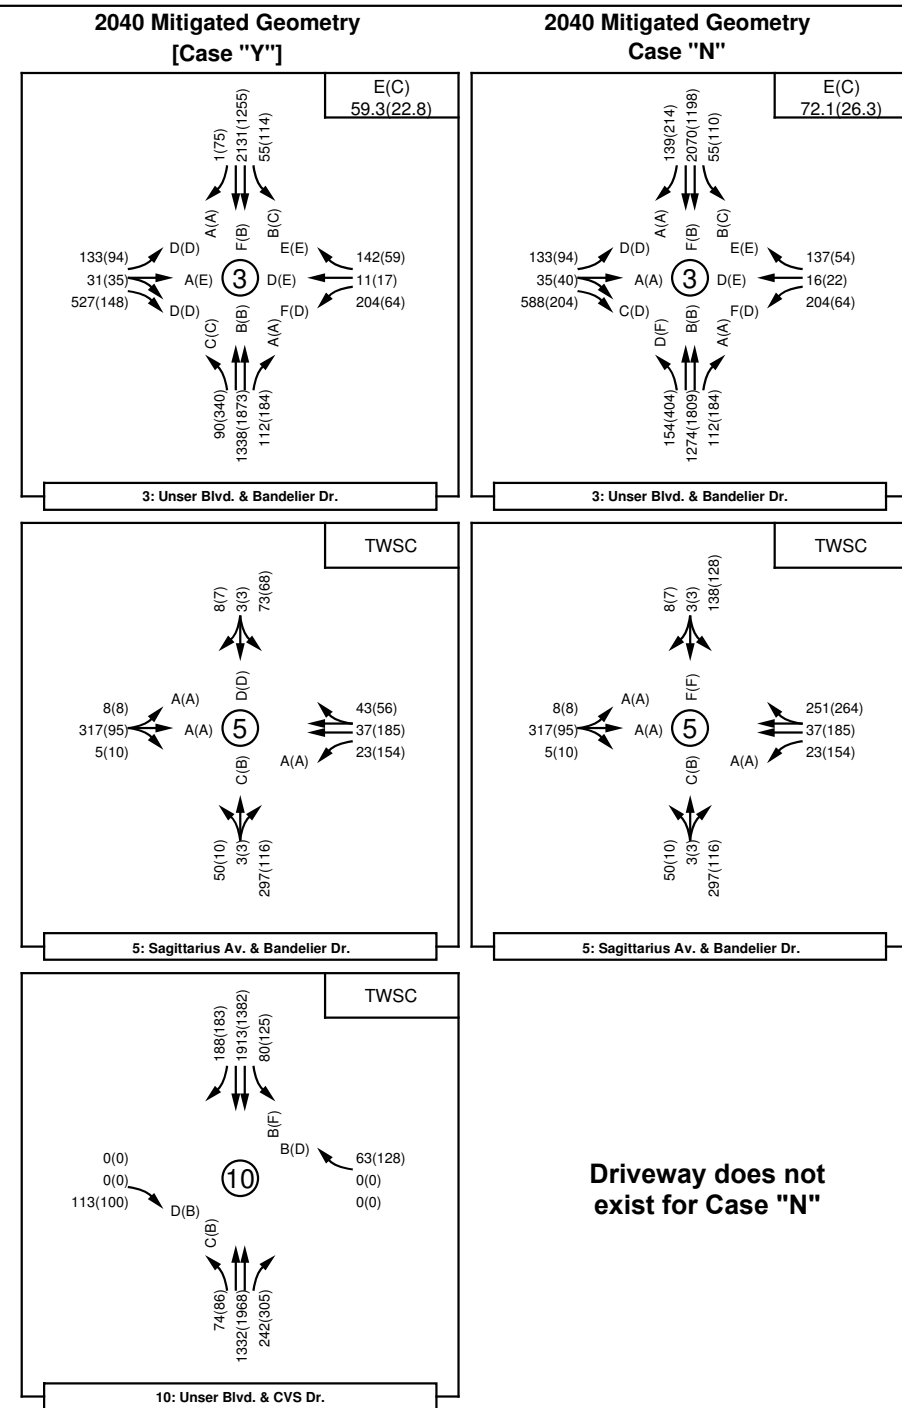 2040 Mitigated Geometry
[Case "Y"]
2040 Mitigated Geometry
Case "N"
E(C)
59.3(22.8)
1(75)
2131(1255)
55(114)
A(A)
F(B)
B(C)
133(94)
31(35)
527(148)
D(D)
A(E)
D(D)
3
E(E)
D(E)
F(D)
142(59)
11(17)
204(64)
C(C)
B(B)
A(A)
90(340)
1338(1873)
112(184)
3: Unser Blvd. & Bandelier Dr.
E(C)
72.1(26.3)
139(214)
2070(1198)
55(110)
A(A)
F(B)
B(C)
133(94)
35(40)
588(204)
D(D)
A(A)
C(D)
3
E(E)
D(E)
F(D)
137(54)
16(22)
204(64)
D(F)
B(B)
A(A)
154(404)
1274(1809)
112(184)
3: Unser Blvd. & Bandelier Dr.
TWSC
8(7)
3(3)
73(68)
D(D)
8(8)
317(95)
5(10)
A(A)
A(A)
5
A(A)
43(56)
37(185)
23(154)
C(B)
50(10)
3(3)
297(116)
5: Sagittarius Av. & Bandelier Dr.
TWSC
8(7)
3(3)
138(128)
F(F)
8(8)
317(95)
5(10)
A(A)
A(A)
5
A(A)
251(264)
37(185)
23(154)
C(B)
50(10)
3(3)
297(116)
5: Sagittarius Av. & Bandelier Dr.
TWSC
188(183)
1913(1382)
80(125)
B(F)
B(D)
0(0)
0(0)
113(100)
D(B)
10
63(128)
0(0)
0(0)
C(B)
74(86)
1332(1968)
242(305)
10: Unser Blvd. & CVS Dr.
Driveway does not
exist for Case "N"